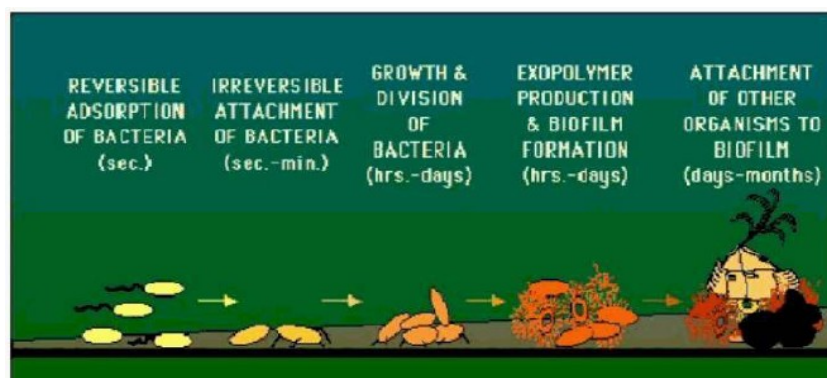 REVERSIBLE
ADSORPTION
OF BACTERIA
(sec.)
IRREVERSIBLE
ATTACHMENT
OF BACTERIA
(sec.-min.)
GROWTH &
DIVISION
OF
BACTERIA
(hrs.-days)
EXOPOLYMER
PRODUCTION
& BIOFILM
FORMATION
(hrs.-days)
ATTACHMENT
OF OTHER
ORGANISMS TO
BIOFILM
(days-months)